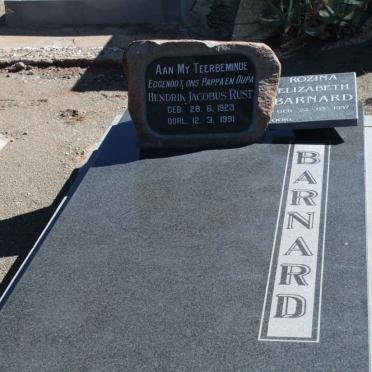 AAN MY TEERBEMINDE
EGGENOOT, ONS PAPPA EN OUPA
HENDRIK JACOBUS RUST
GEB. 28. 6. 1923
OORL. 12. 3. 1991
ROZINA
ELIZABETH
BARNARD
BARNARD